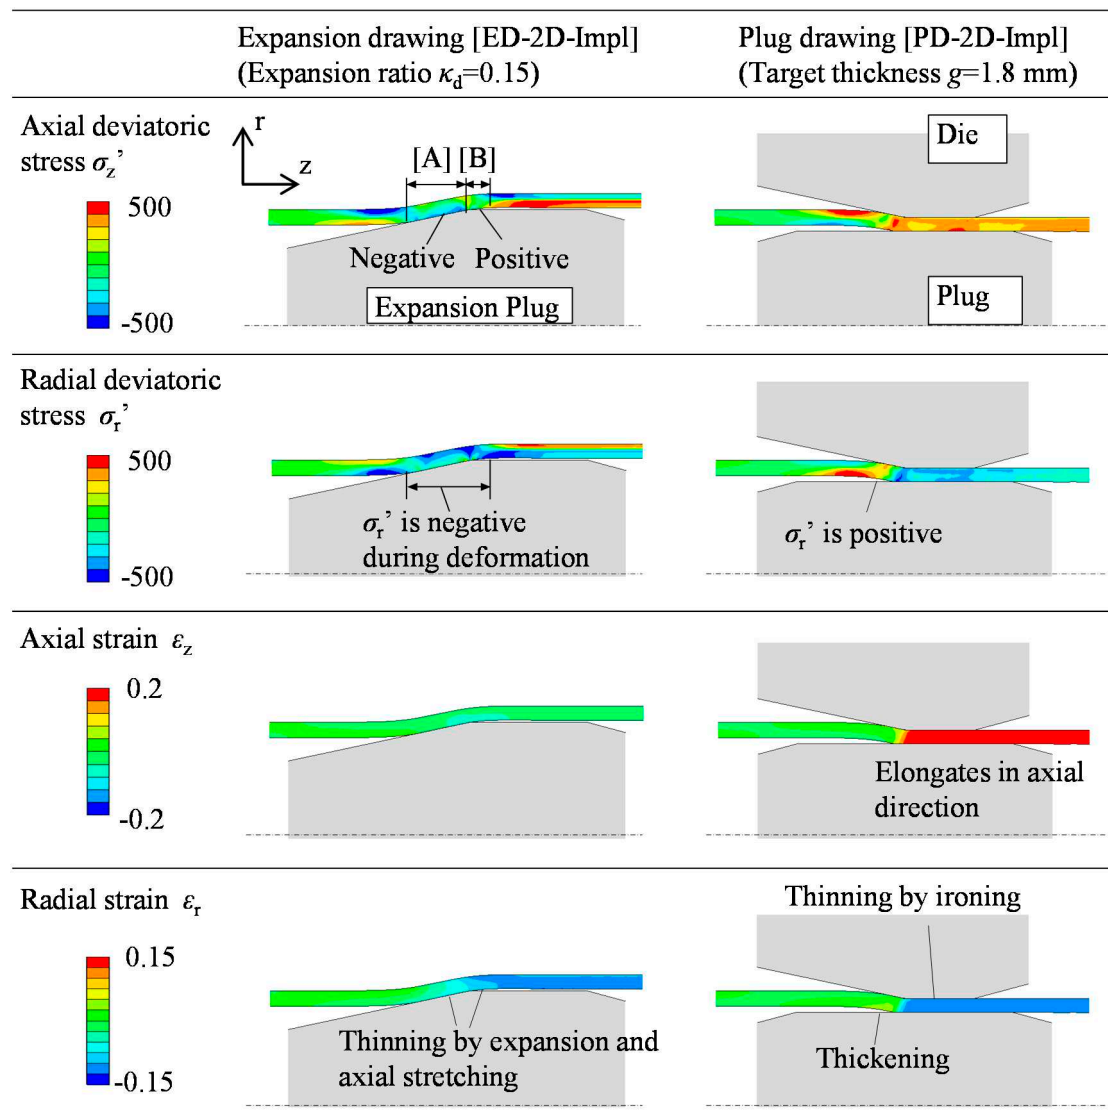 Expansion drawing [ED-2D-Impl]
(Expansion ratio κd=0.15)
Plug drawing [PD-2D-Impl]
(Target thickness g=1.8 mm)
Axial deviatoric
stress σz’
500
-500
r
z
[A] [B]
Negative
Positive
Expansion Plug
Die
Plug
Radial deviatoric
stress σr’
500
-500
σr’ is negative
during deformation
σr’ is positive
Axial strain εz
0.2
-0.2
Elongates in axial
direction
Radial strain εr
0.15
-0.15
Thinning by expansion and
axial stretching
Thinning by ironing
Thickening